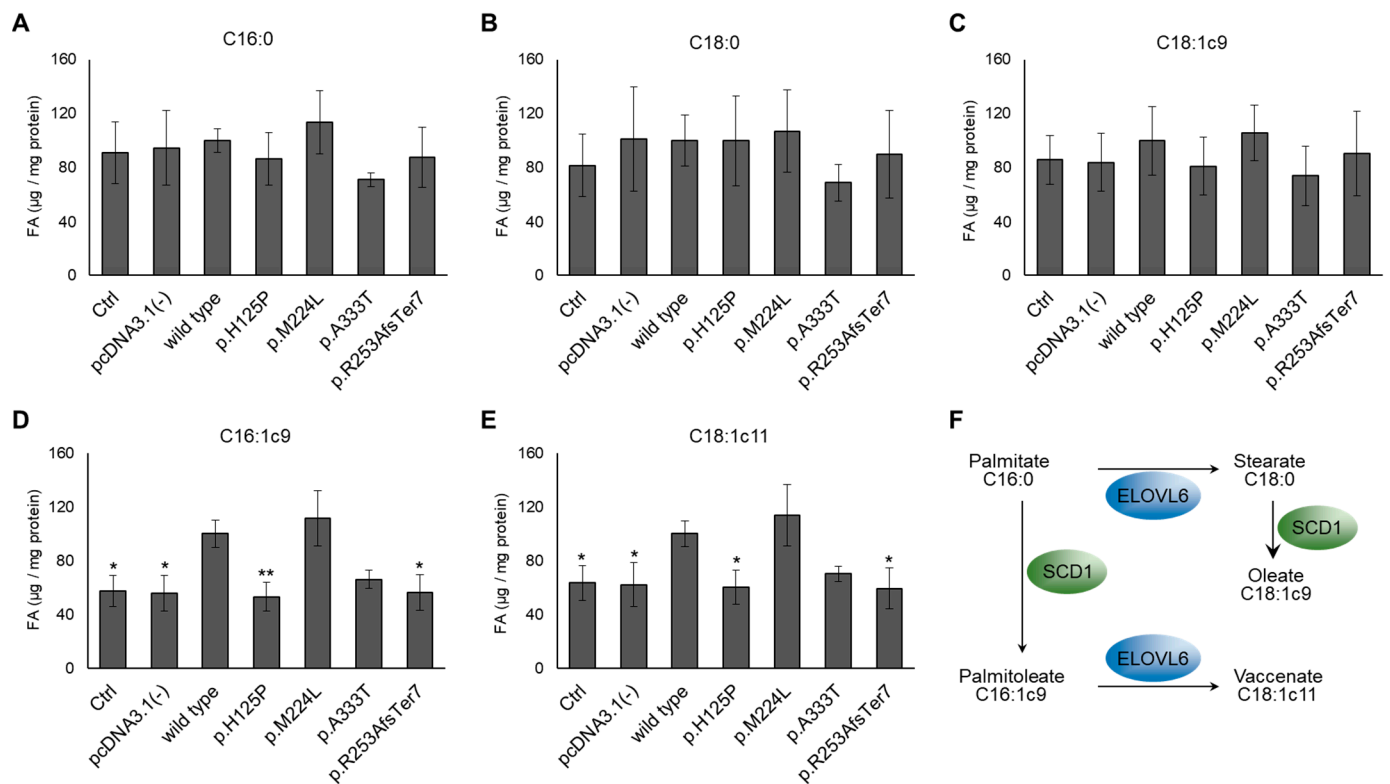 A
C16:0
FA (µg / mg protein)
160
120
80
40
0
Ctrl
pcDNA3.1(-)
wild type
p.H125P
p.M224L
p.A333T
p.R253AfsTer7
B
C18:0
FA (µg / mg protein)
160
120
80
40
0
Ctrl
pcDNA3.1(-)
wild type
p.H125P
p.M224L
p.A333T
p.R253AfsTer7
C
C18:1c9
FA (µg / mg protein)
160
120
80
40
0
Ctrl
pcDNA3.1(-)
wild type
p.H125P
p.M224L
p.A333T
p.R253AfsTer7
D
C16:1c9
FA (µg / mg protein)
160
120
80
40
0
* * ** *
Ctrl
pcDNA3.1(-)
wild type
p.H125P
p.M224L
p.A333T
p.R253AfsTer7
E
C18:1c11
FA (µg / mg protein)
160
120
80
40
0
* * * *
Ctrl
pcDNA3.1(-)
wild type
p.H125P
p.M224L
p.A333T
p.R253AfsTer7
F
Palmitate
C16:0
ELOVL6
Stearate
C18:0
SCD1
SCD1
Oleate
C18:1c9
Palmitoleate
C16:1c9
ELOVL6
Vaccenate
C18:1c11